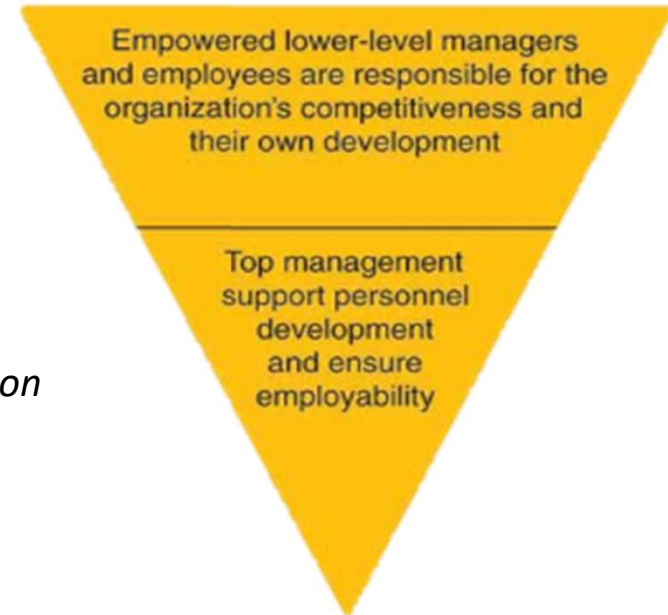 Empowered lower-level managers
and employees are responsible for the
organization's competitiveness and
their own development
Top management
support personnel
development
and ensure
employability
on